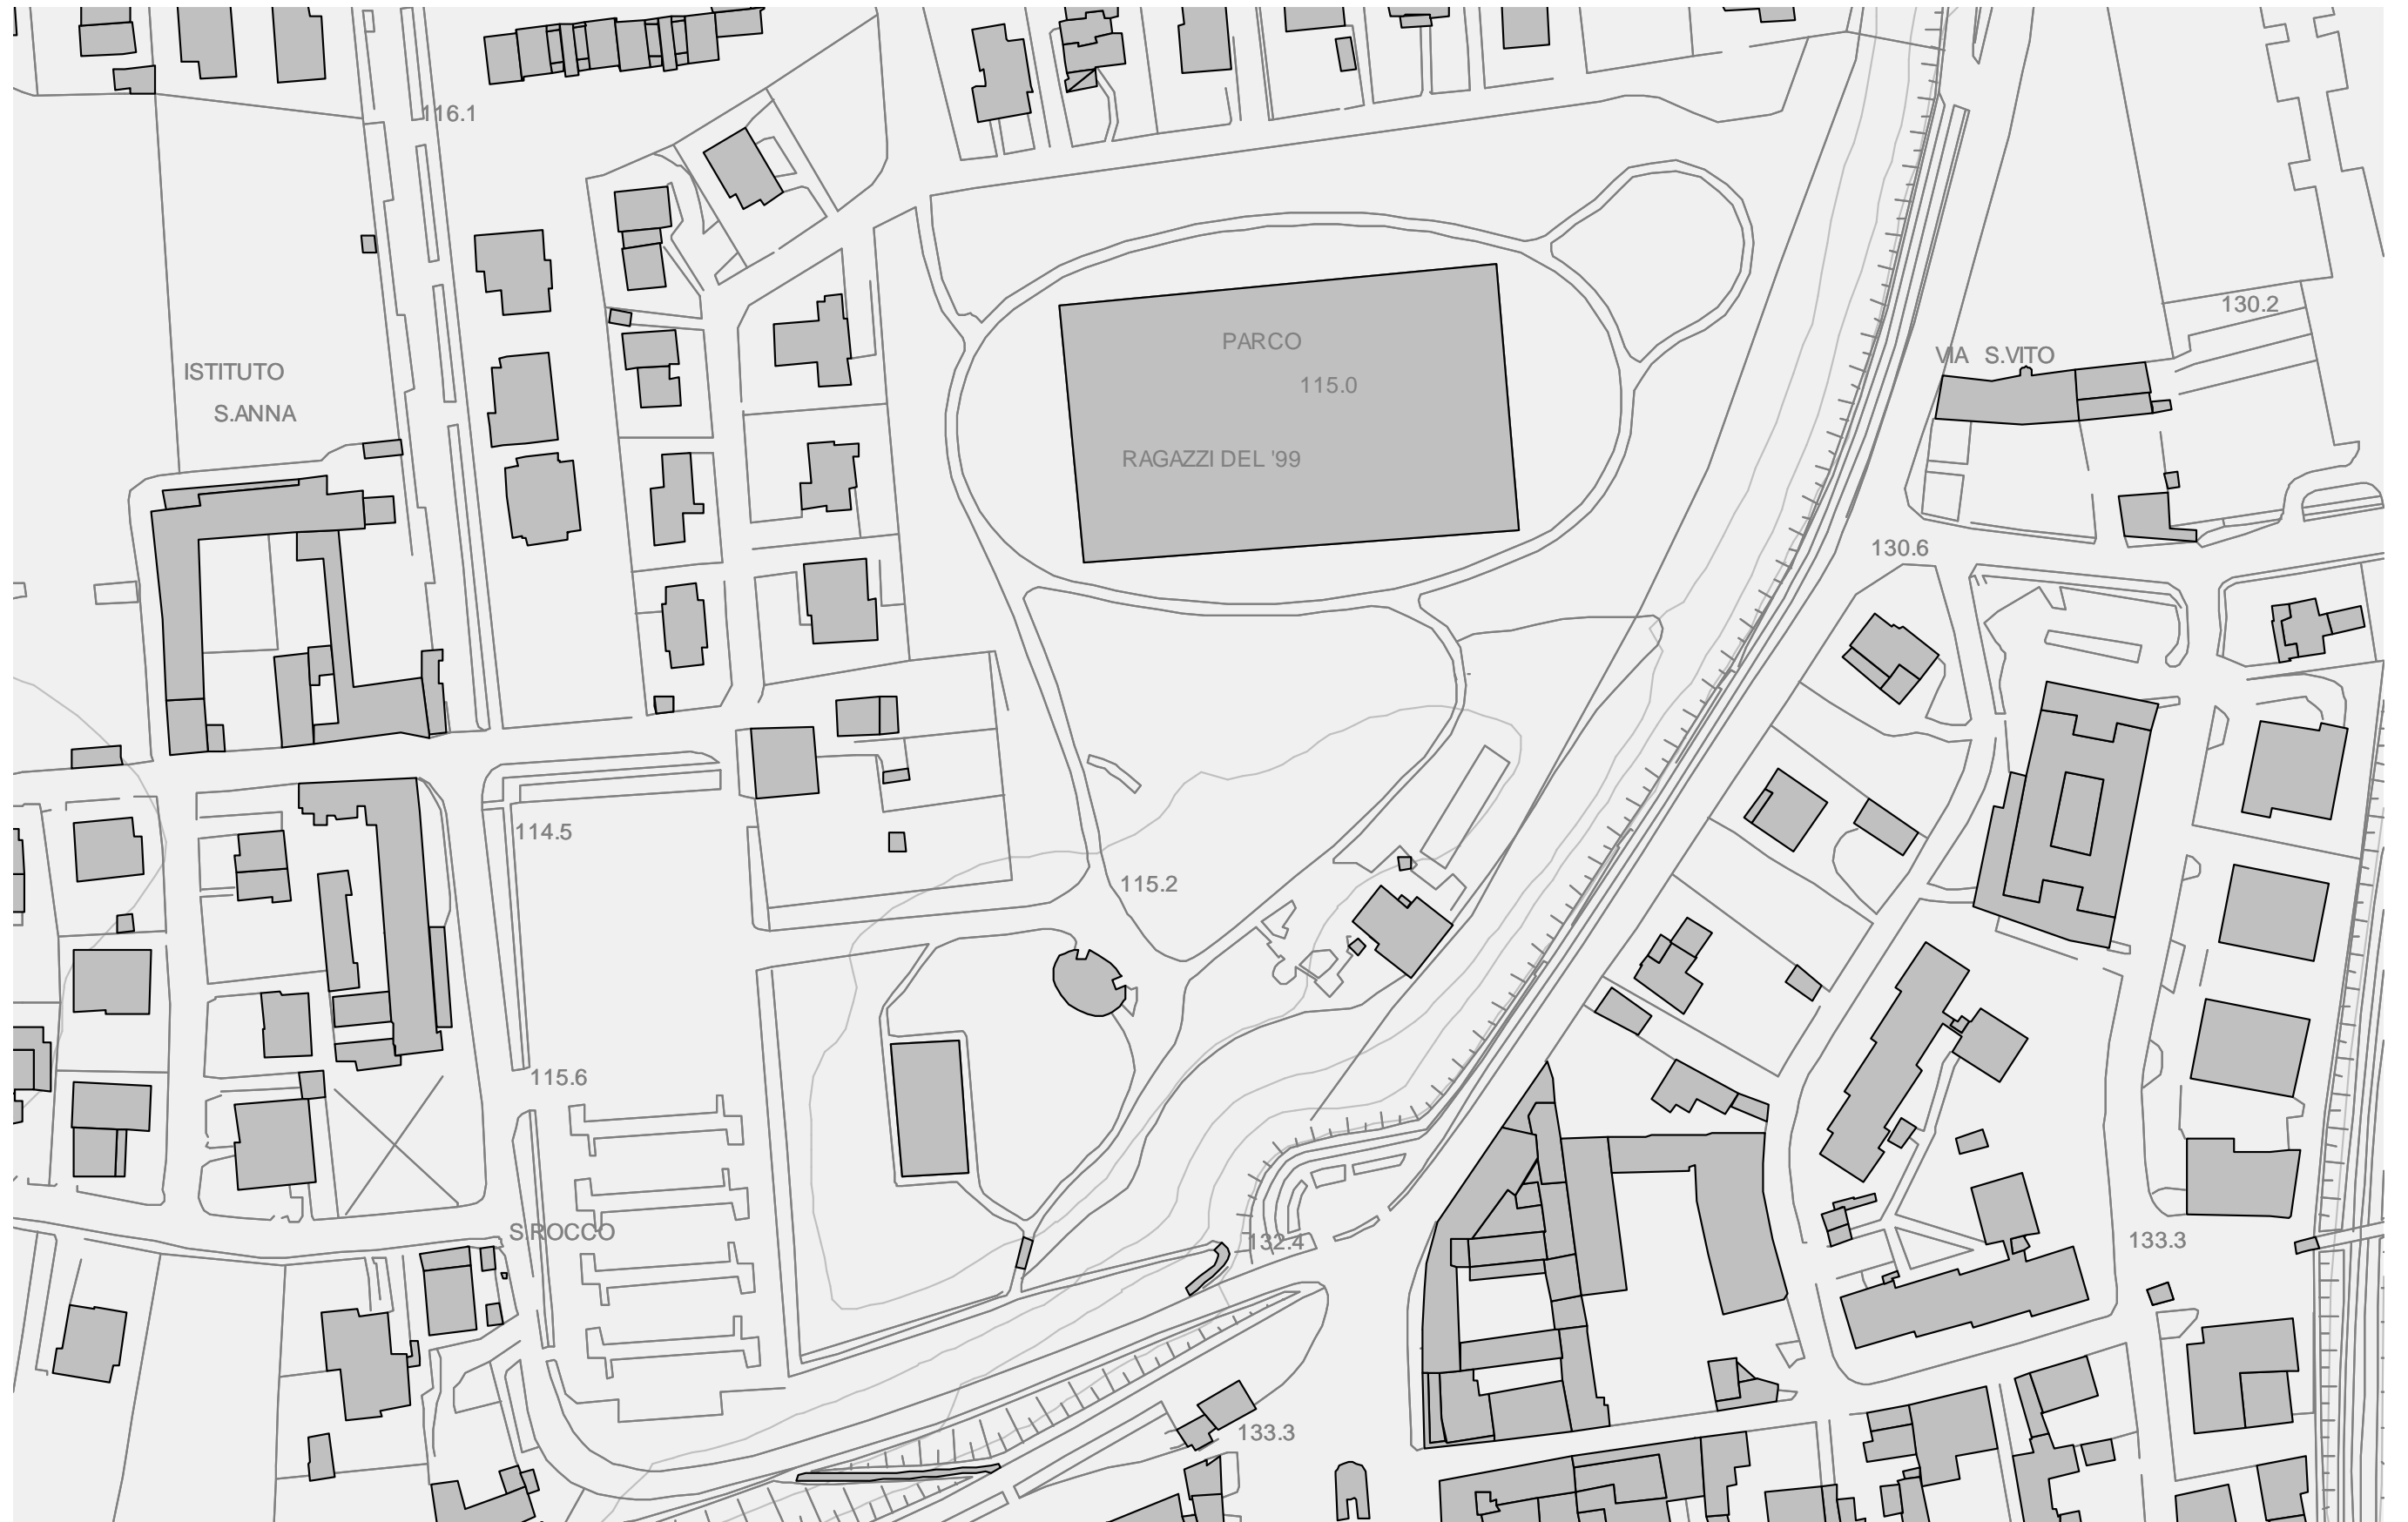 116.1
130.2
PARCO
VIA S.VITO
ISTITUTO
115.0
S.ANNA
RAGAZZI DEL '99
130.6
114.5
115.2
115.6
S.ROCCO
132.4
133.3
133.3